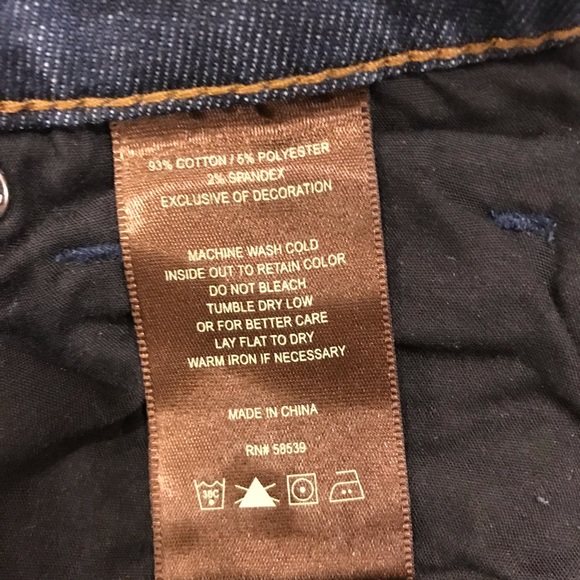 93% COTTON / 5% POLYESTER
2% SPANDEX
EXCLUSIVE OF DECORATION
MACHINE WASH COLD
INSIDE OUT TO RETAIN COLOR
DO NOT BLEACH
TUMBLE DRY LOW
OR FOR BETTER CARE
LAY FLAT TO DRY
WARM IRON IF NECESSARY
MADE IN CHINA
RN# 58539
30C